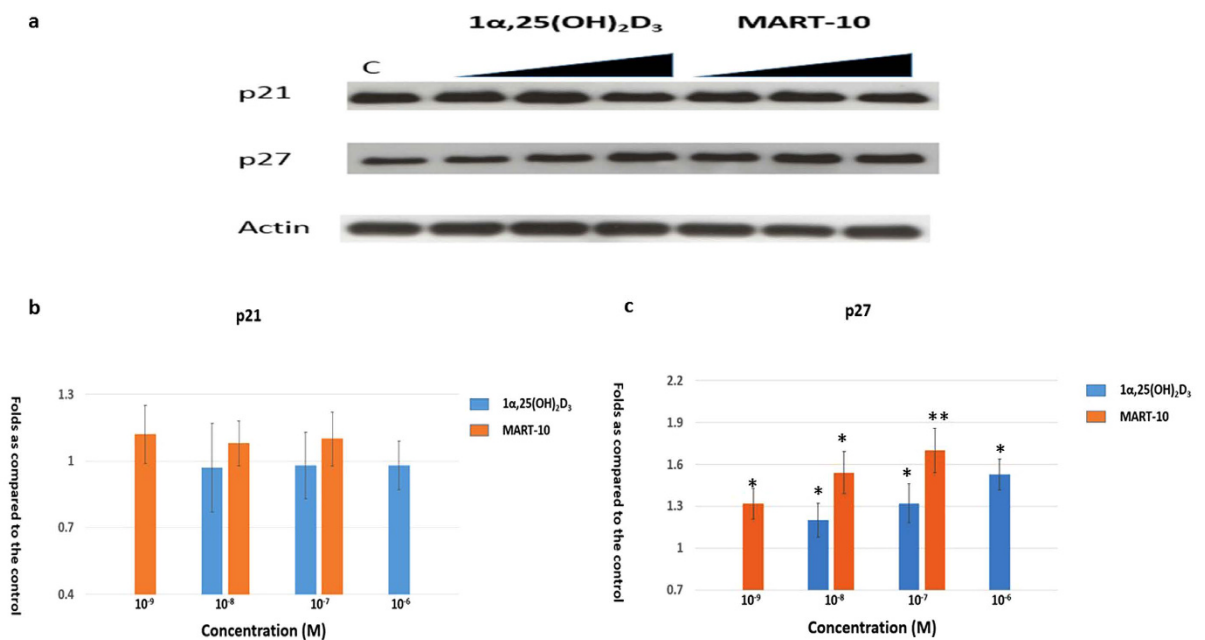 a
1α,25(OH)₂D₃ MART-10
C
p21
p27
Actin
b
p21
Folds as compared to the control
1.3
1
0.7
0.4
10⁻⁹ 10⁻⁸ 10⁻⁷ 10⁻⁶
Concentration (M)
1α,25(OH)₂D₃
MART-10
c
p27
Folds as compared to the control
2.2
1.9
1.6
1.3
1
0.7
* * * * ** *
10⁻⁹ 10⁻⁸ 10⁻⁷ 10⁻⁶
Concentration (M)
1α,25(OH)₂D₃
MART-10